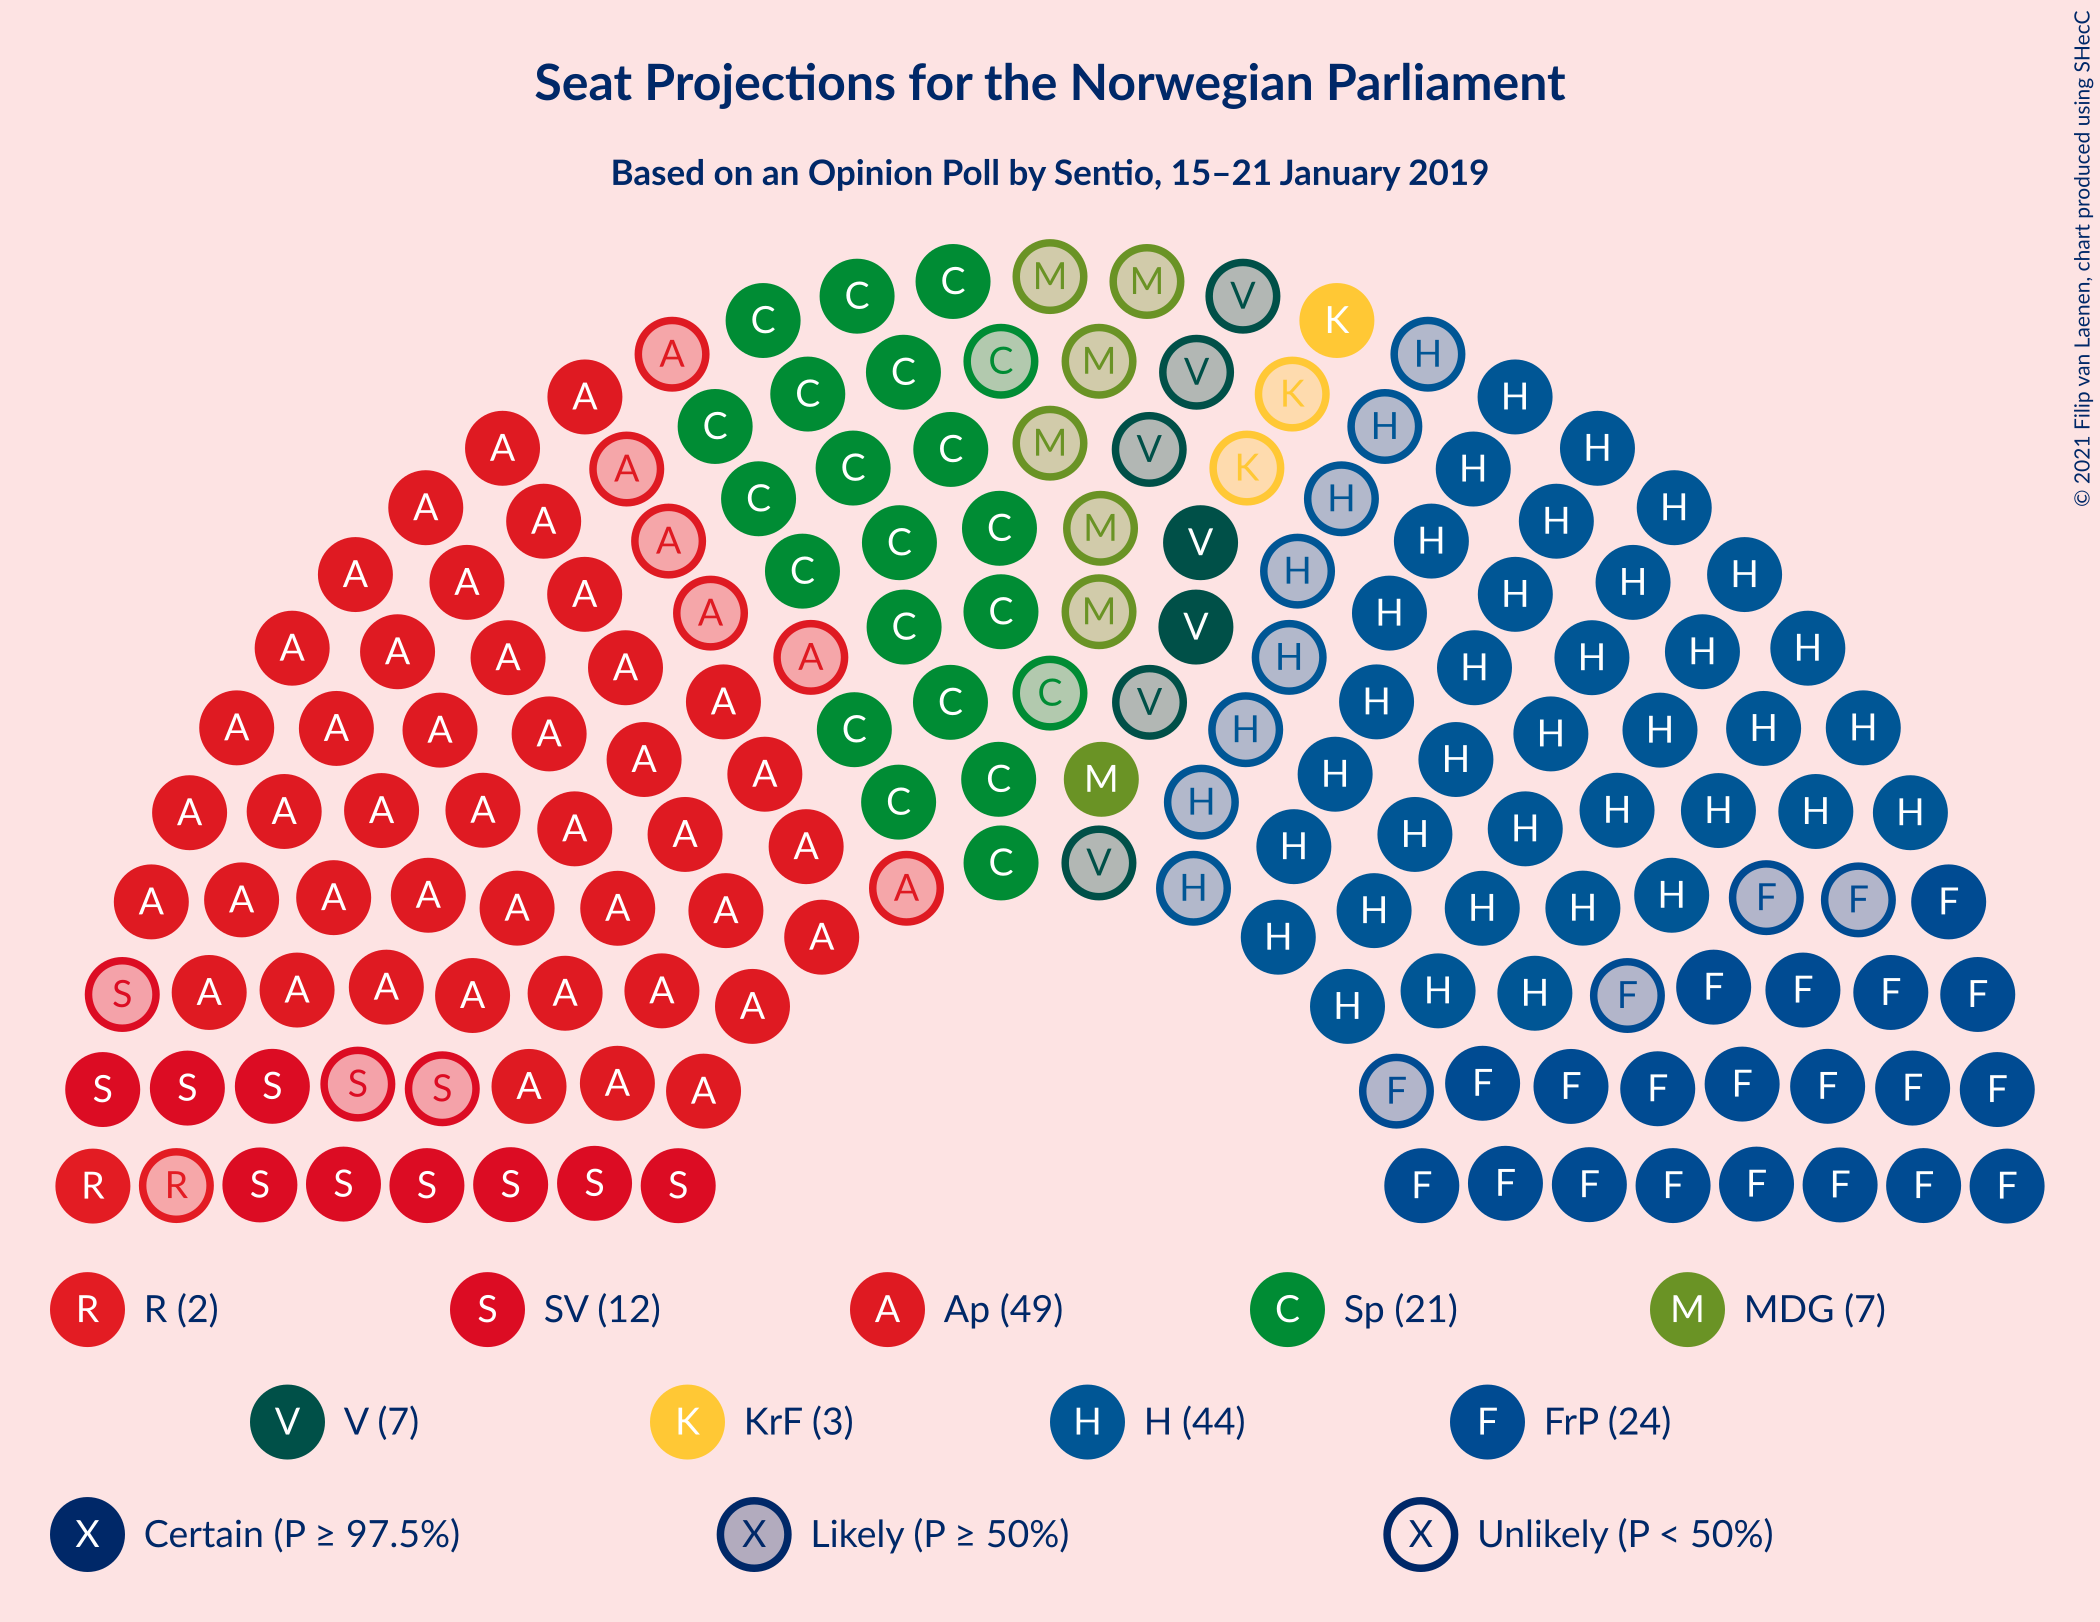 Seat Projections for the Norwegian Parliament
Based on an Opinion Poll by Sentio, 15–21 January 2019
© 2021 Filip van Laenen, chart produced using SHecC
C C C M M V K
A C C C C M V K H H
A A C C C M V K H H
A A A C C C M V H H H
A A A A C C M V H H H H
A A A A A C C C V H H H H H
A A A A A A C C M H H H H H H
A A A A A A A A C V H H H H H H H H
A A A A A A A A H H H H H F F F
S A A A A A A A H H H F F F F F
S S S S S A A A F F F F F F F F
R R S S S S S S F F F F F F F F
R R (2) S SV (12) A Ap (49) C Sp (21) M MDG (7)
V V (7) K KrF (3) H H (44) F FrP (24)
X Certain (P ≥ 97.5%) X Likely (P ≥ 50%) X Unlikely (P < 50%)